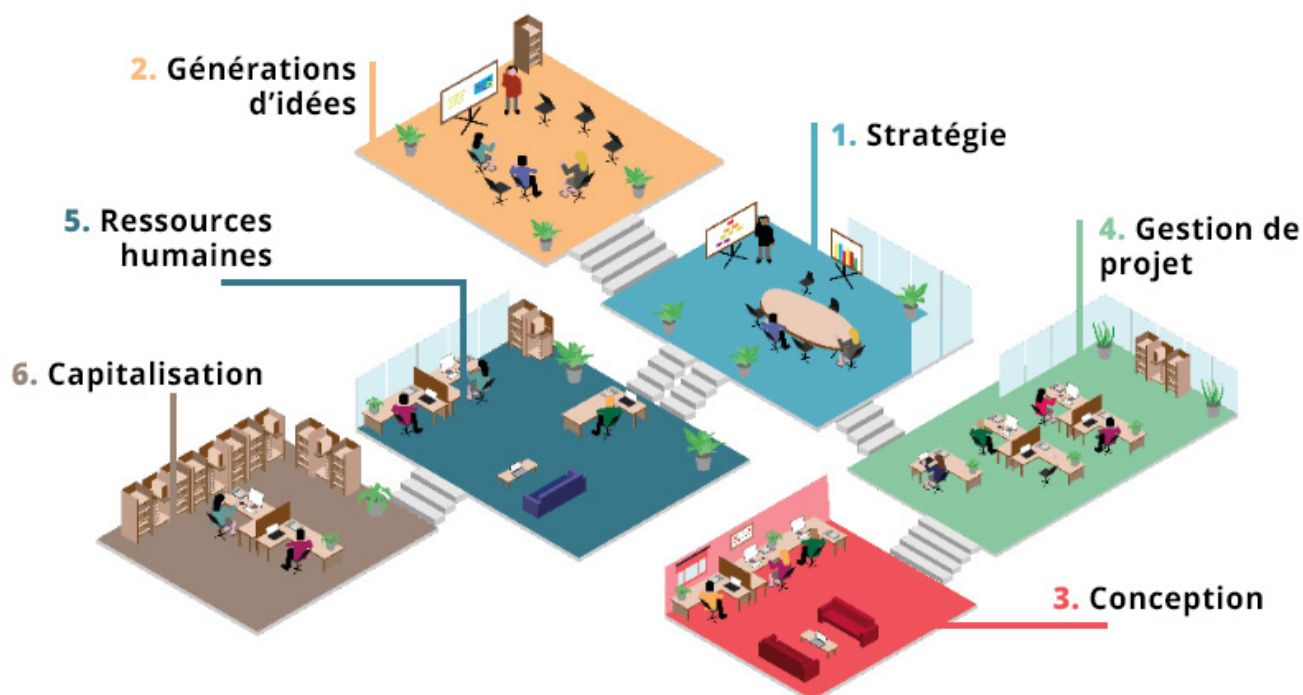 2. Générations
d'idées
1. Stratégie
5. Ressources
humaines
4. Gestion de
projet
6. Capitalisation
3. Conception